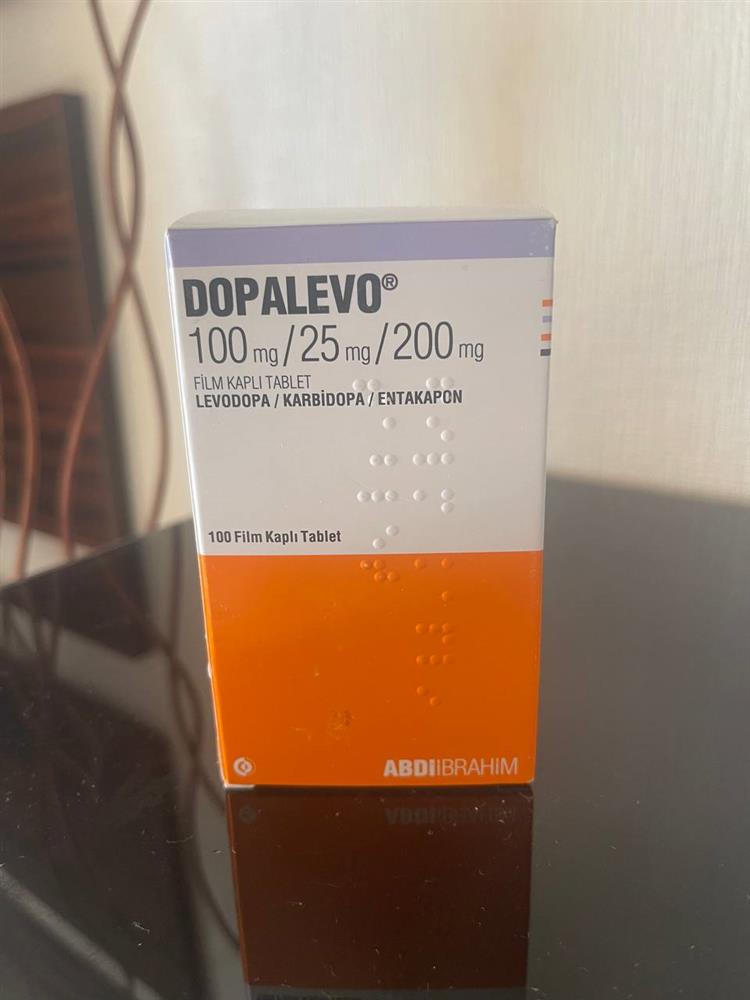 DOPALEVO®
100 mg/25 mg/200 mg
FİLM KAPLI TABLET
LEVODOPA / KARBİDOPA / ENTAKAPON
100 Film Kaplı Tablet
ABDIIBRAHIM